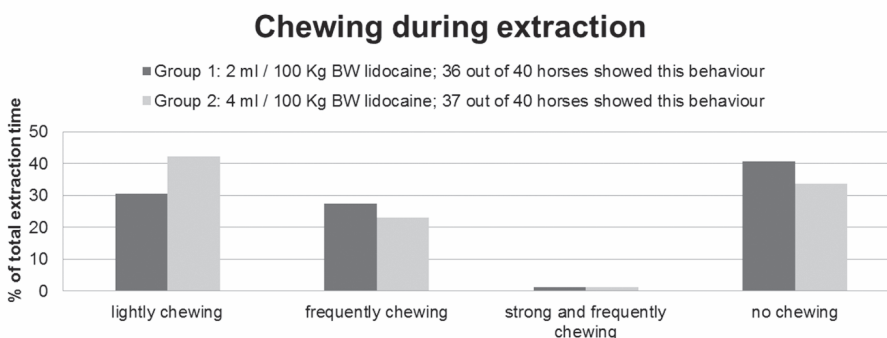 Chewing during extraction
Group 1: 2 ml / 100 Kg BW lidocaine; 36 out of 40 horses showed this behaviour
Group 2: 4 ml / 100 Kg BW lidocaine; 37 out of 40 horses showed this behaviour
% of total extraction time
50
40
30
20
10
0
lightly chewing
frequently chewing
strong and frequently
chewing
no chewing